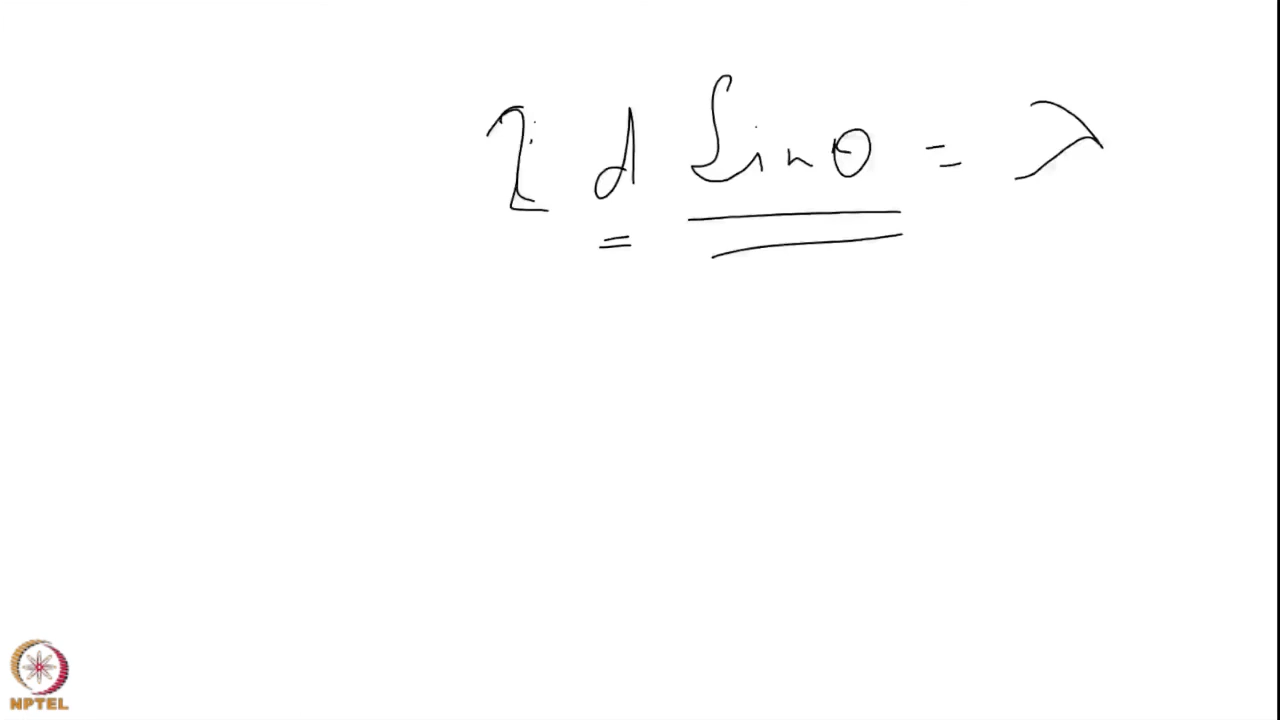 2 d Sinθ = λ
NPTEL